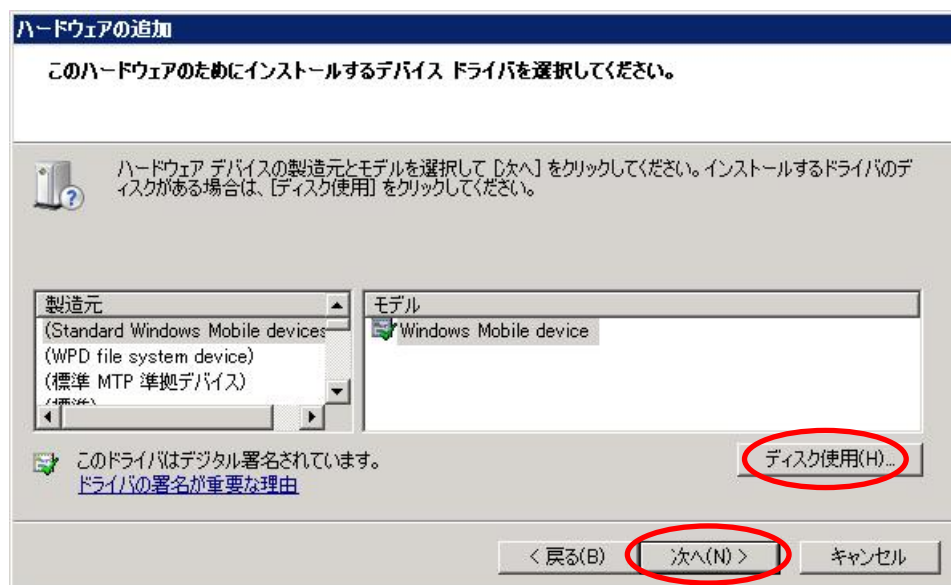 ハードウェアの追加
このハードウェアのためにインストールするデバイス ドライバを選択してください。
ハードウェア デバイスの製造元とモデルを選択して [次へ] をクリックしてください。インストールするドライバのデ
ィスクがある場合は、[ディスク使用] をクリックしてください。
製造元
(Standard Windows Mobile devices
(WPD file system device)
(標準 MTP 準拠デバイス)
モデル
Windows Mobile device
このドライバはデジタル署名されています。
ドライバの署名が重要な理由
ディスク使用(H)...
< 戻る(B)
次へ(N) >
キャンセル